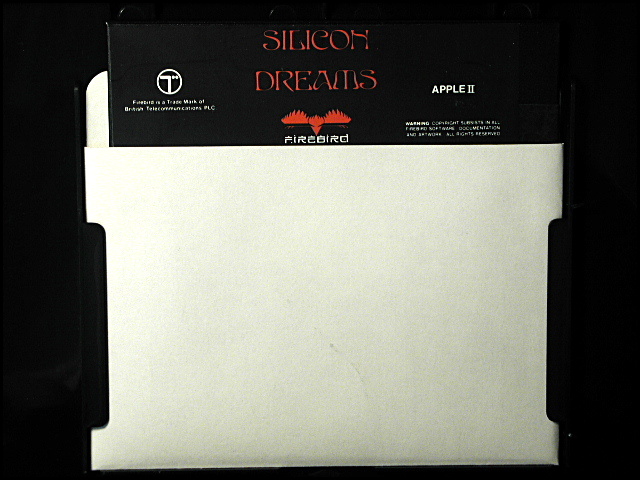 SILICON
DREAMS
APPLE II
Firebird is a Trade Mark of
British Telecommunications PLC
WARNING COPYRIGHT SUBSISTS IN ALL
FIREBIRD SOFTWARE DOCUMENTATION
AND ARTWORK ALL RIGHTS RESERVED
FIREBIRD